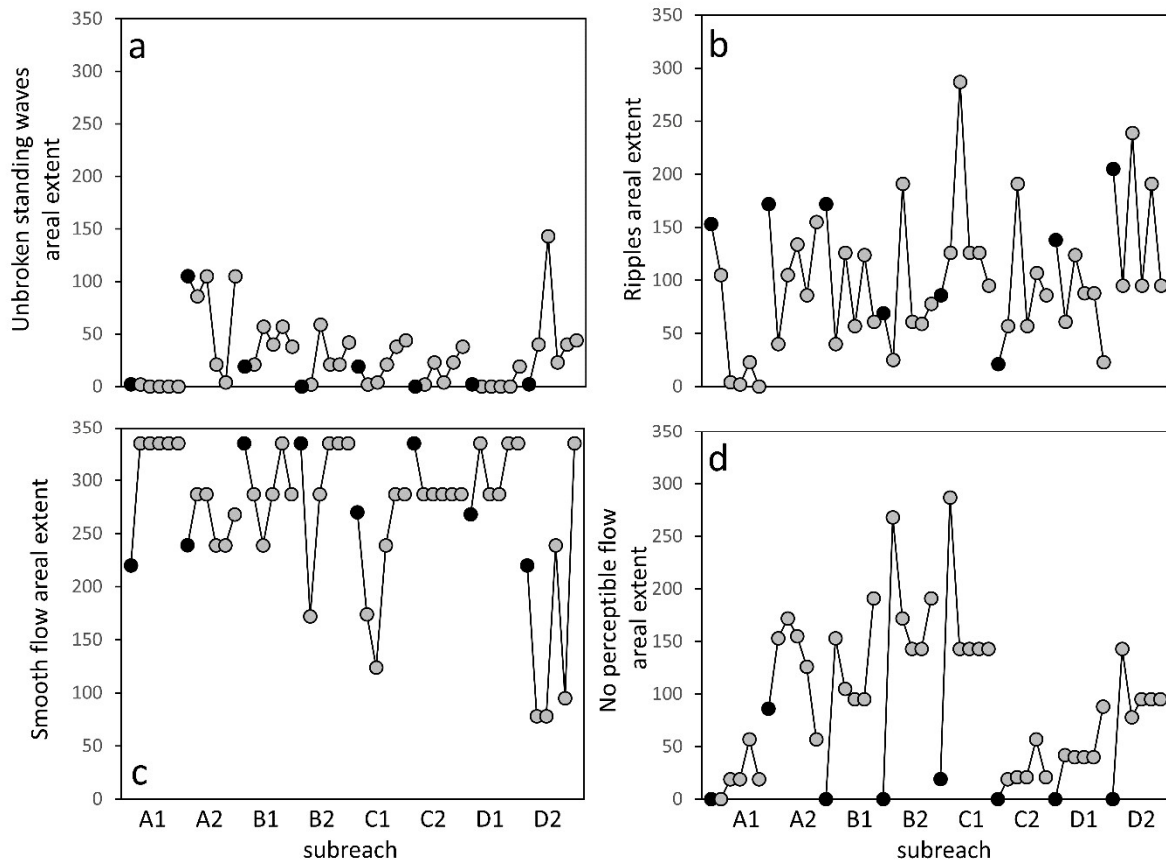 350
300
250
200
150
100
50
0
a
Unbroken standing waves
areal extent
350
300
250
200
150
100
50
0
b
Ripples areal extent
350
300
250
200
150
100
50
0
c
Smooth flow areal extent
A1 A2 B1 B2 C1 C2 D1 D2
subreach
350
300
250
200
150
100
50
0
d
No perceptible flow
areal extent
A1 A2 B1 B2 C1 C2 D1 D2
subreach